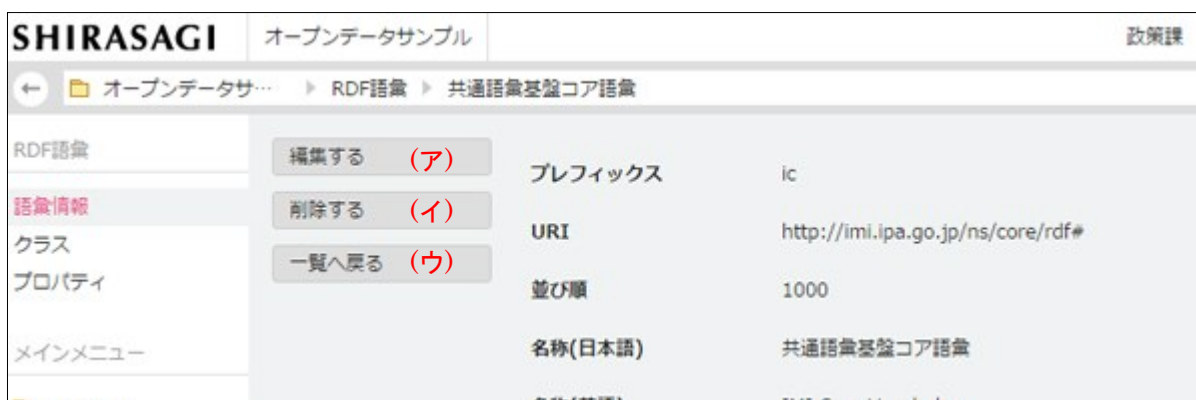 SHIRASAGI オープンデータサンプル 政策課
← オープンデータサ… RDF語彙 共通語彙基盤コア語彙
RDF語彙
語彙情報
クラス
プロパティ
メインメニュー
編集する (ア)
削除する (イ)
一覧へ戻る (ウ)
プレフィックス ic
URI http://imi.ipa.go.jp/ns/core/rdf#
並び順 1000
名称(日本語) 共通語彙基盤コア語彙